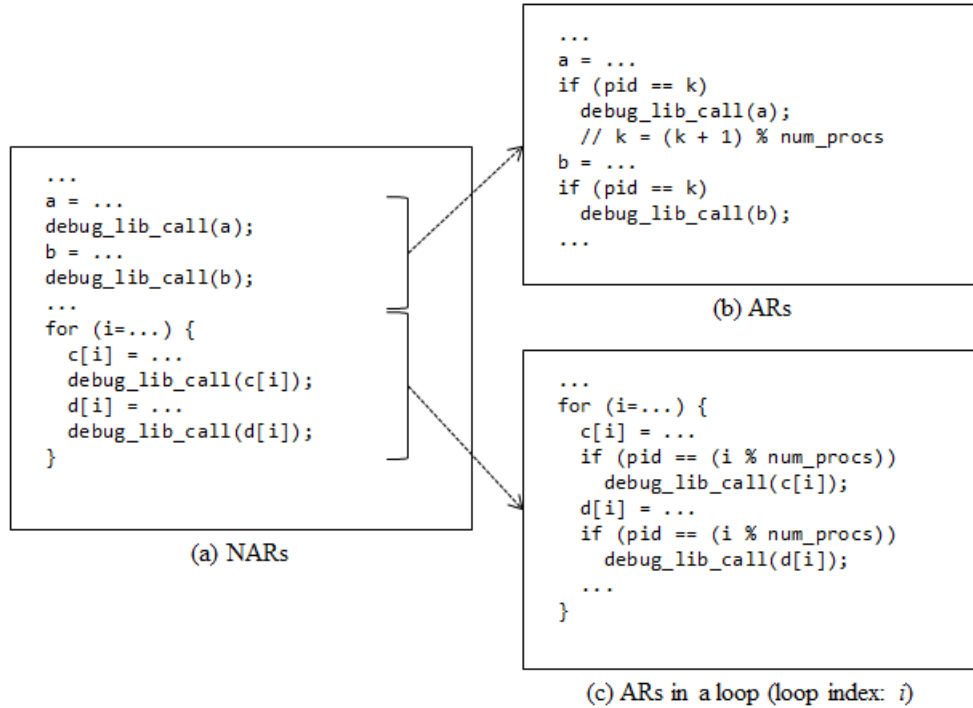 ...
a = ...
debug_lib_call(a);
b = ...
debug_lib_call(b);
...
for (i=...) {
  c[i] = ...
  debug_lib_call(c[i]);
  d[i] = ...
  debug_lib_call(d[i]);
}
(a) NARs
...
a = ...
if (pid == k)
  debug_lib_call(a);
  // k = (k + 1) % num_procs
b = ...
if (pid == k)
  debug_lib_call(b);
...
(b) ARs
...
for (i=...) {
  c[i] = ...
  if (pid == (i % num_procs))
    debug_lib_call(c[i]);
  d[i] = ...
  if (pid == (i % num_procs))
    debug_lib_call(d[i]);
  ...
}
(c) ARs in a loop (loop index: i)